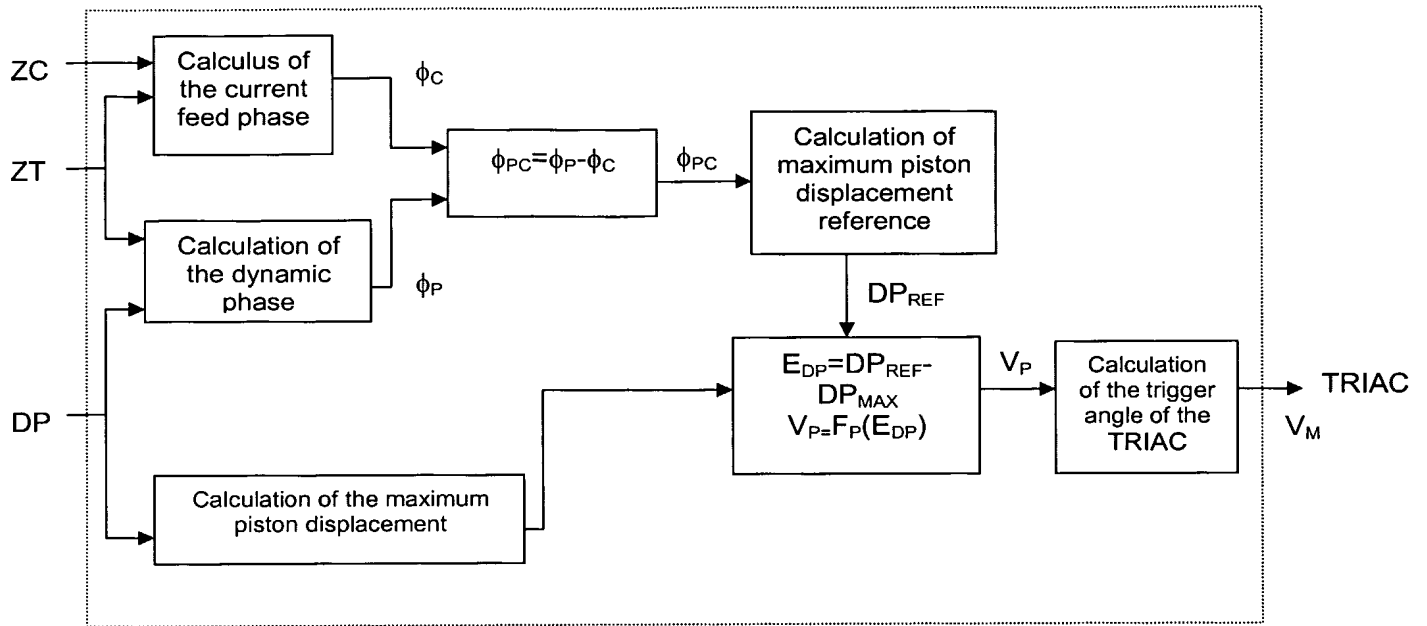 ZC
Calculus of
the current
feed phase
ϕC
ZT
ϕPC=ϕP-ϕC
ϕPC
Calculation of
maximum piston
displacement
reference
Calculation of
the dynamic
phase
ϕP
DPREF
DP
EDP=DPREF-
DPMAX
VP=FP(EDP)
VP
Calculation
of the trigger
angle of the
TRIAC
TRIAC
VM
Calculation of the maximum
piston displacement